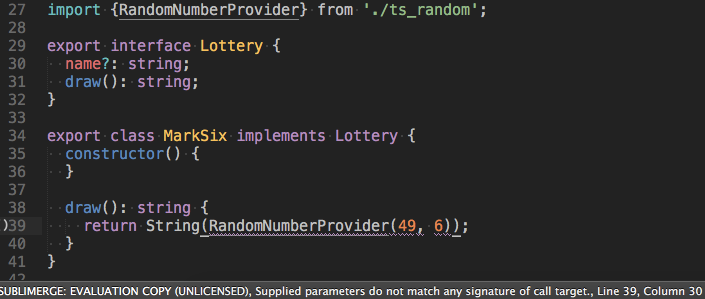 27 import {RandomNumberProvider} from './ts_random';
28
29 export interface Lottery {
30 name?: string;
31 draw(): string;
32 }
33
34 export class MarkSix implements Lottery {
35 constructor() {
36 }
37
38 draw(): string {
39 return String(RandomNumberProvider(49, 6));
40 }
41 }
42
SUBLIMERGE: EVALUATION COPY (UNLICENSED), Supplied parameters do not match any signature of call target., Line 39, Column 30